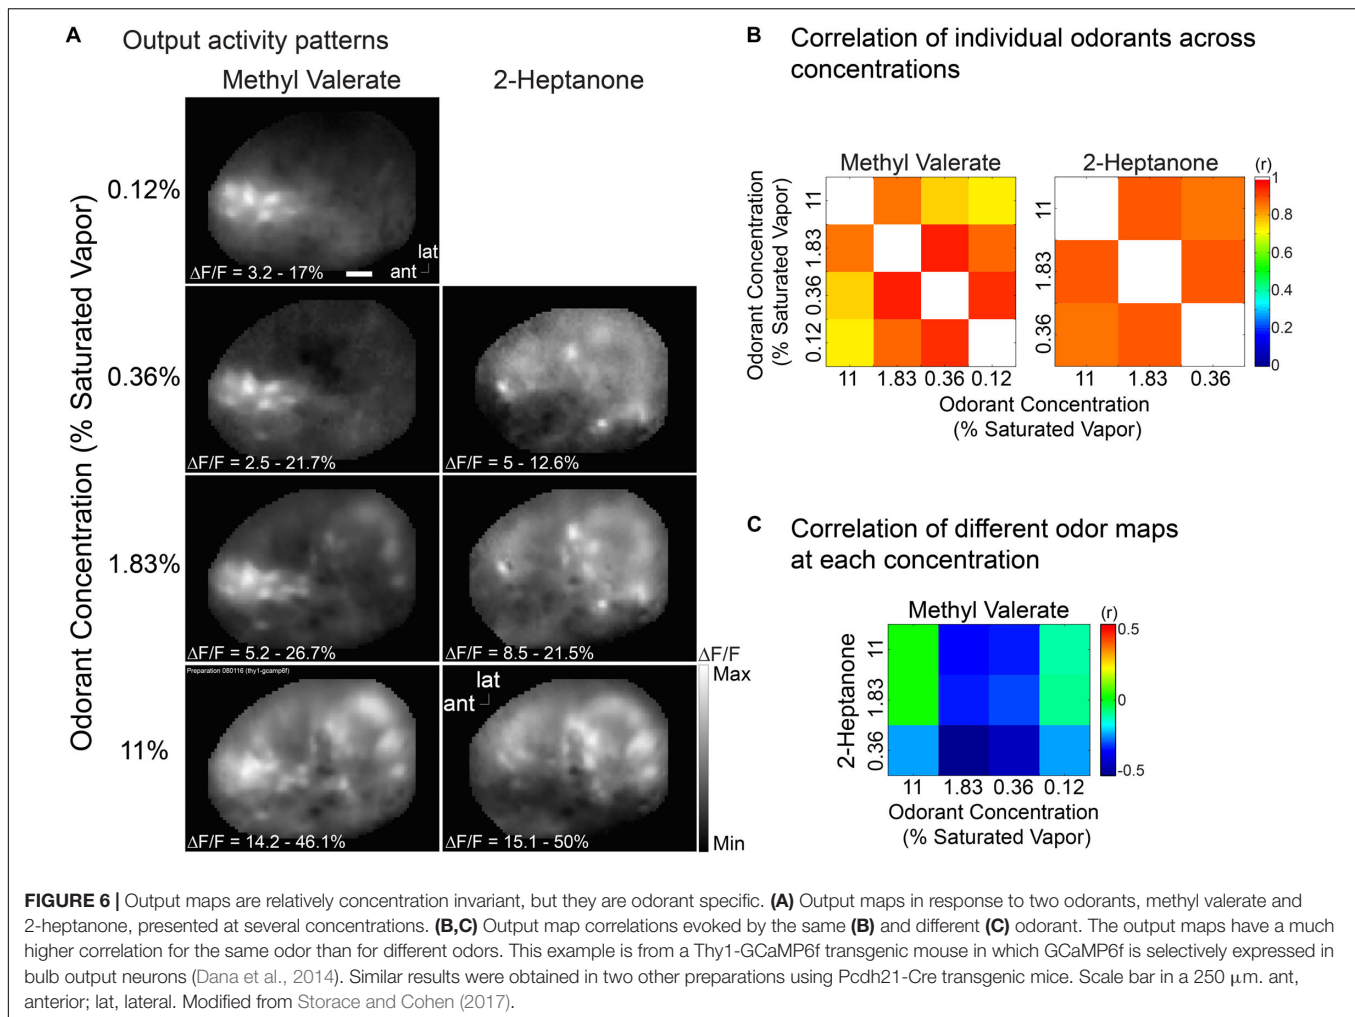 A Output activity patterns
Methyl Valerate 2-Heptanone
Odorant Concentration (% Saturated Vapor)
0.12%
ΔF/F = 3.2 - 17%
lat
ant
0.36%
ΔF/F = 2.5 - 21.7%
ΔF/F = 5 - 12.6%
1.83%
ΔF/F = 5.2 - 26.7%
ΔF/F = 8.5 - 21.5%
11%
Preparation 080116 (thy1-gcamp6f)
ΔF/F = 14.2 - 46.1%
lat
ant
ΔF/F = 15.1 - 50%
ΔF/F
Max
Min
B Correlation of individual odorants across
concentrations
Methyl Valerate 2-Heptanone
(r)
Odorant Concentration
(% Saturated Vapor)
11
1.83
0.36
0.12
11 1.83 0.36 0.12
11
1.83
0.36
11 1.83 0.36
1
0.8
0.6
0.4
0.2
0
Odorant Concentration
(% Saturated Vapor)
C Correlation of different odor maps
at each concentration
Methyl Valerate
(r)
2-Heptanone
11
1.83
0.36
11 1.83 0.36 0.12
0.5
0
-0.5
Odorant Concentration
(% Saturated Vapor)
FIGURE 6 | Output maps are relatively concentration invariant, but they are odorant specific. (A) Output maps in response to two odorants, methyl valerate and
2-heptanone, presented at several concentrations. (B,C) Output map correlations evoked by the same (B) and different (C) odorant. The output maps have a much
higher correlation for the same odor than for different odors. This example is from a Thy1-GCaMP6f transgenic mouse in which GCaMP6f is selectively expressed in
bulb output neurons (Dana et al., 2014). Similar results were obtained in two other preparations using Pcdh21-Cre transgenic mice. Scale bar in a 250 μm. ant,
anterior; lat, lateral. Modified from Storace and Cohen (2017).